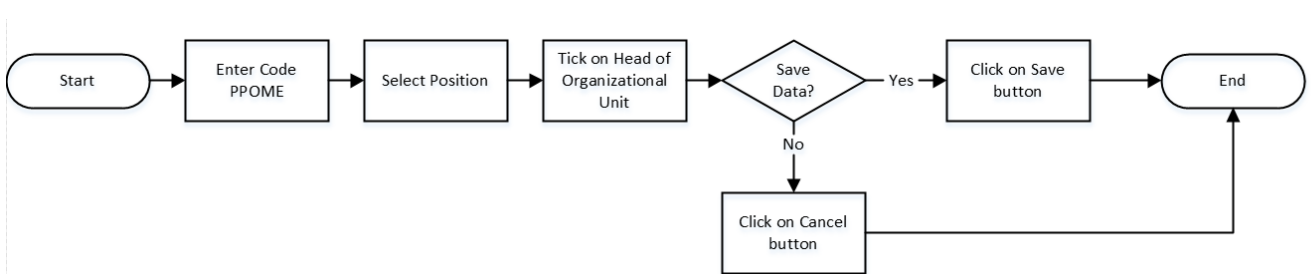 Start
Enter Code
PPOME
Select Position
Tick on Head of
Organizational
Unit
Save
Data?
Yes
Click on Save
button
End
No
Click on Cancel
button